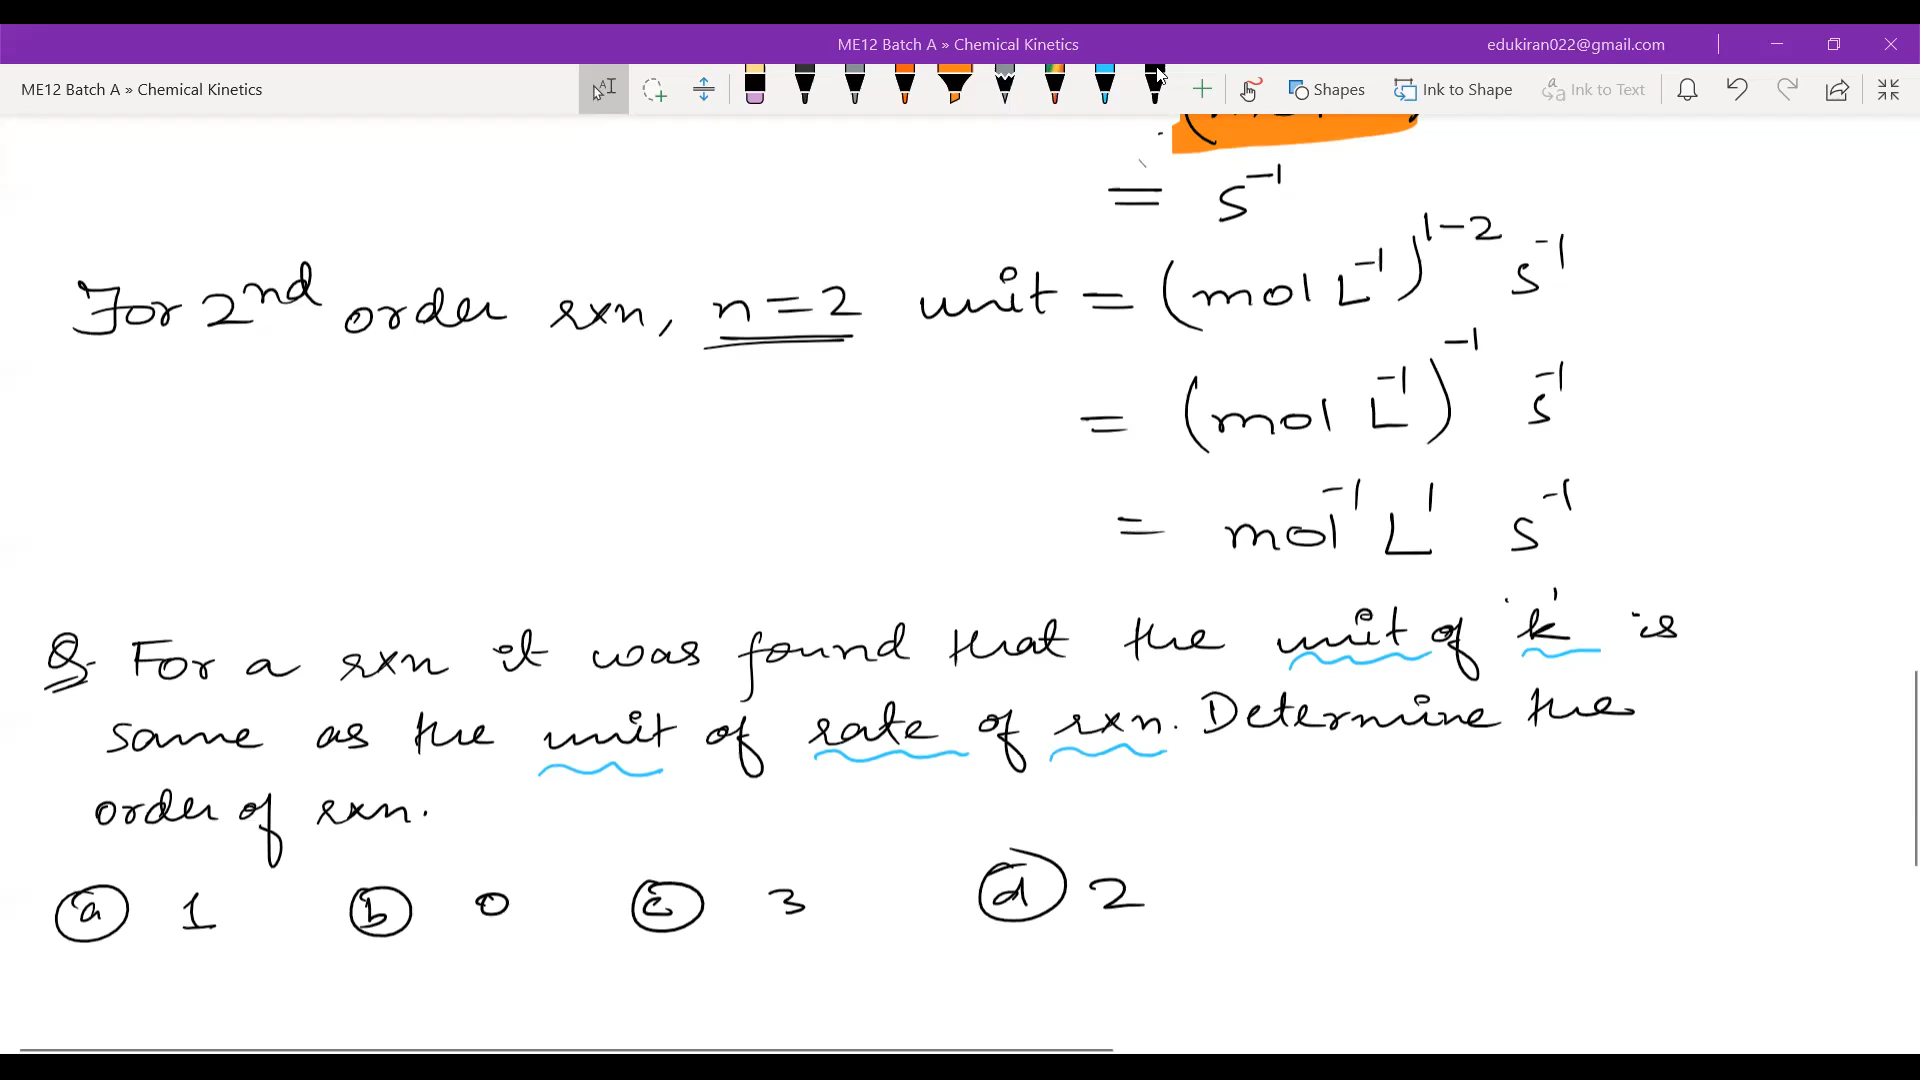 ME12 Batch A » Chemical Kinetics
edukiran022@gmail.com
ME12 Batch A » Chemical Kinetics
Shapes
Ink to Shape
Ink to Text
= s⁻¹
For 2nd order rxn, n=2 unit = (mol L⁻¹)¹⁻² s⁻¹
= (mol L⁻¹)⁻¹ s⁻¹
= mol⁻¹ L¹ s⁻¹
Q. For a rxn it was found that the unit of 'k' is
same as the unit of rate of rxn. Determine the
order of rxn.
(a) 1 (b) 0 (c) 3 (d) 2